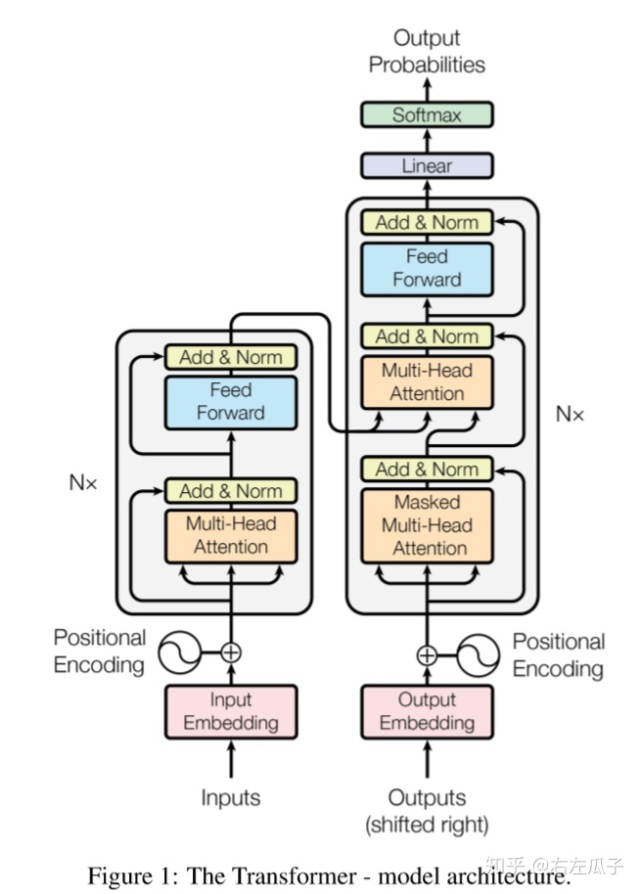 Output
Probabilities
Softmax
Linear
Add & Norm
Feed
Forward
Add & Norm
Multi-Head
Attention
Nx
Add & Norm
Masked
Multi-Head
Attention
Add & Norm
Feed
Forward
Nx
Add & Norm
Multi-Head
Attention
Positional
Encoding
Positional
Encoding
Input
Embedding
Output
Embedding
Inputs
Outputs
(shifted right)
Figure 1: The Transformer - model architecture.
知乎 @右左瓜子